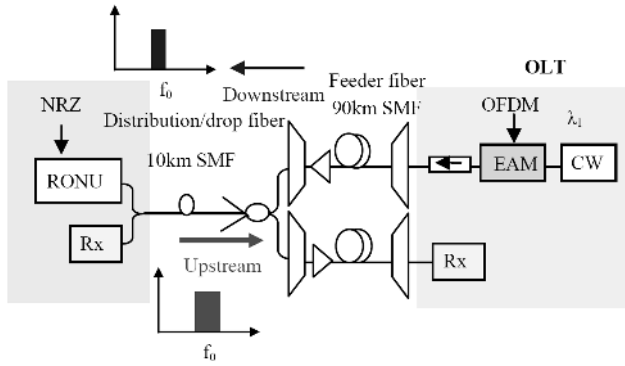 f₀
Downstream
Feeder fiber
90km SMF
OLT
NRZ
Distribution/drop fiber
10km SMF
OFDM
λ₁
RONU
EAM
CW
Rx
Upstream
Rx
f₀